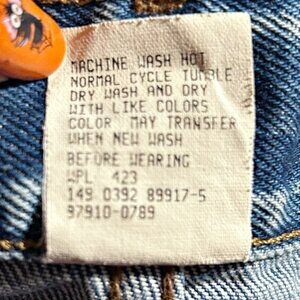 MACHINE WASH HOT
NORMAL CYCLE TUMBLE
DRY WASH AND DRY
WITH LIKE COLORS
COLOR MAY TRANSFER
WHEN NEW WASH
BEFORE WEARING
WPL 423
149 0392 89917-5
97910-0789